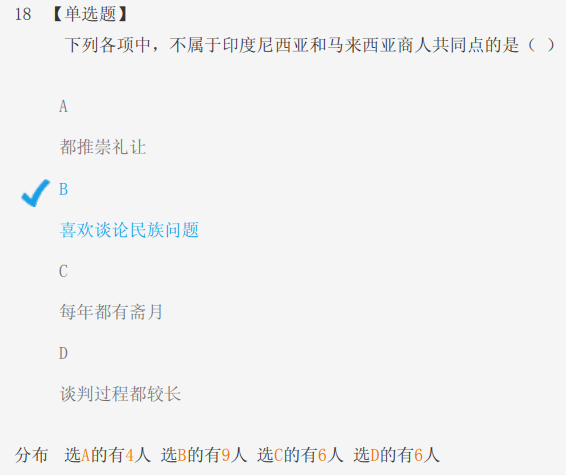 18 【单选题】
下列各项中，不属于印度尼西亚和马来西亚商人共同点的是（ ）
A
都推崇礼让
B
喜欢谈论民族问题
C
每年都有斋月
D
谈判过程都较长
分布 选A的有4人 选B的有9人 选C的有6人 选D的有6人